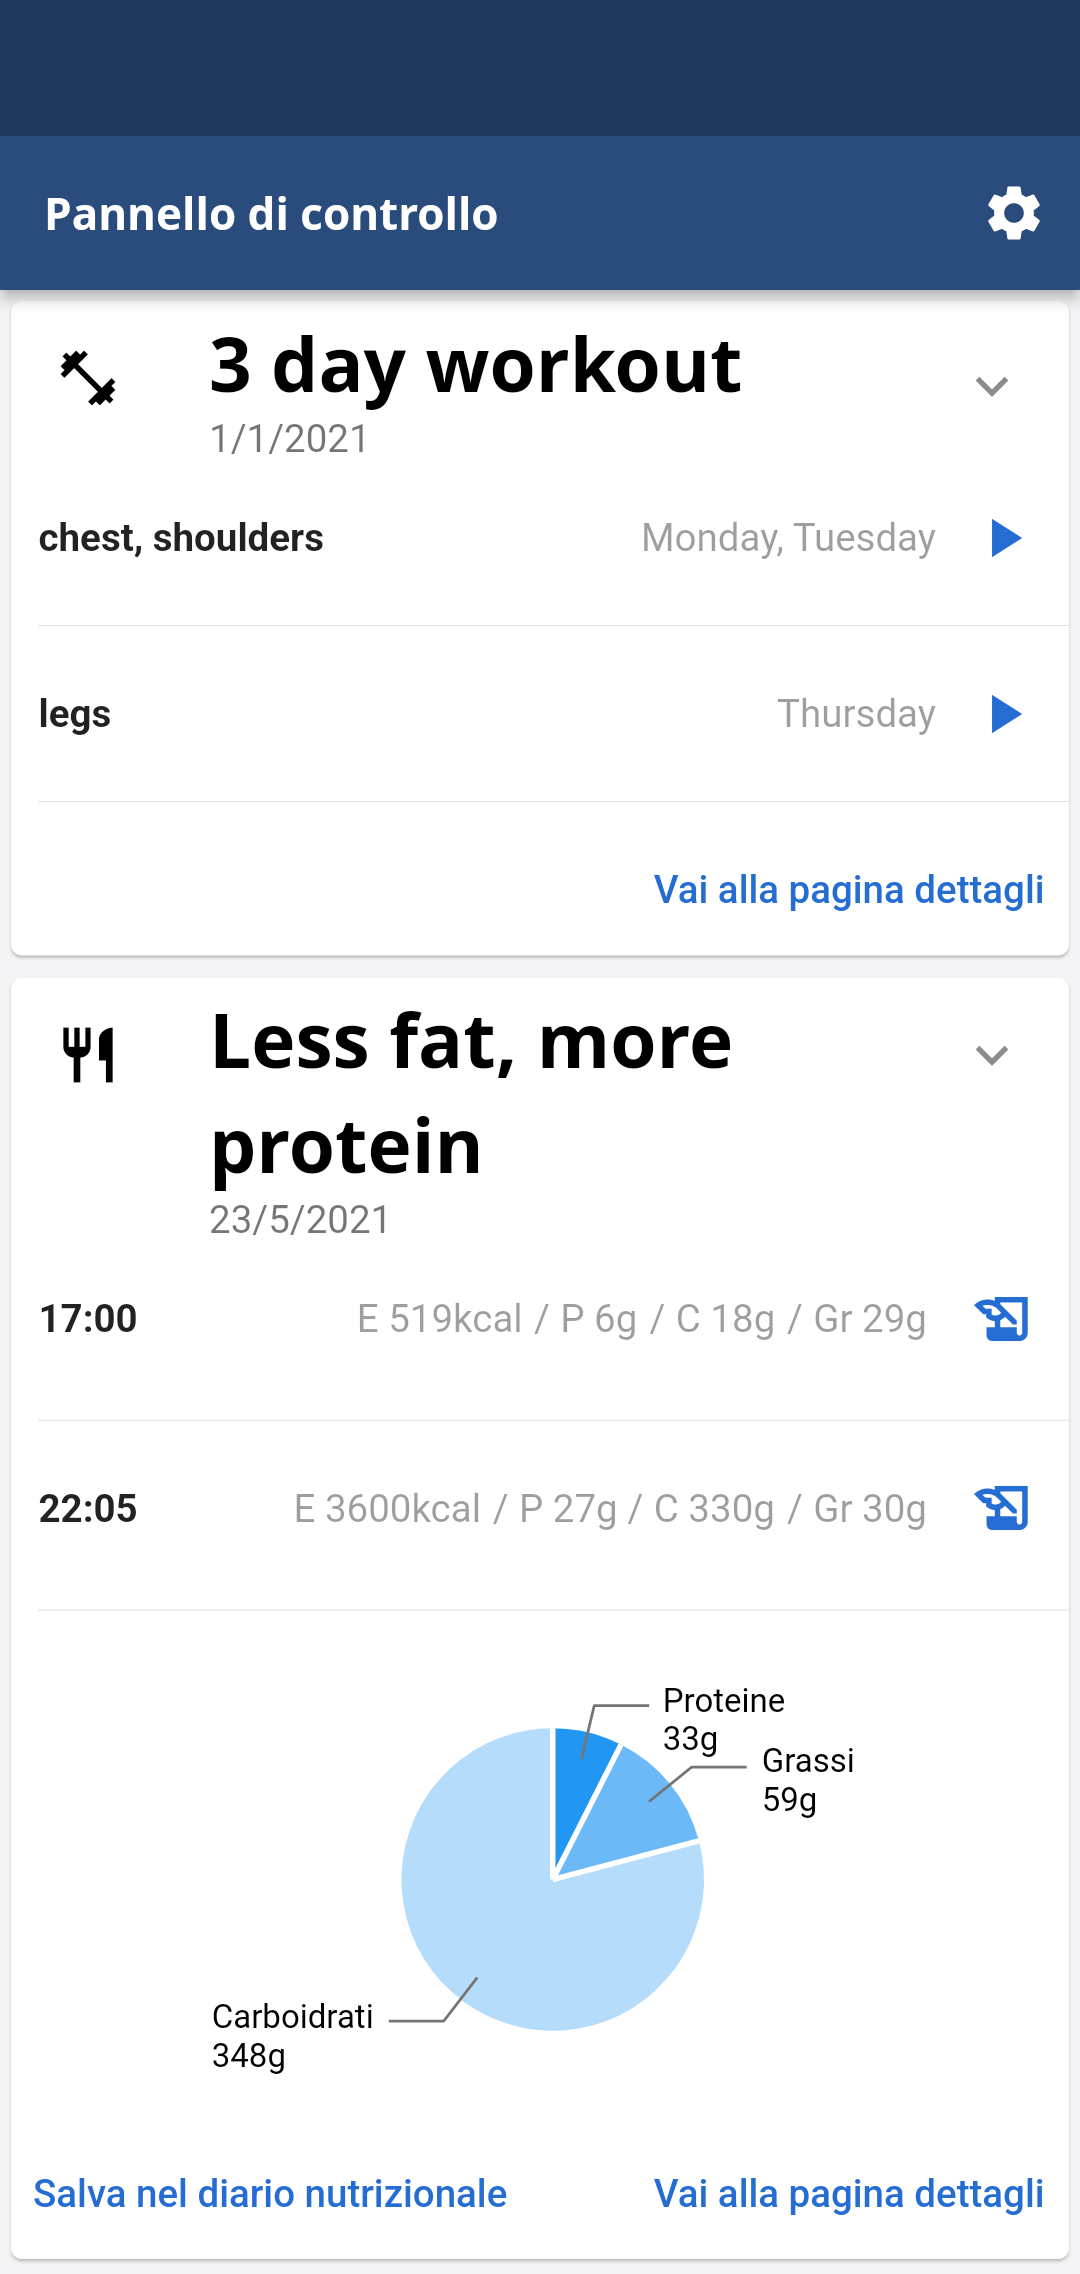 Pannello di controllo
3 day workout
1/1/2021
chest, shoulders Monday, Tuesday
legs Thursday
Vai alla pagina dettagli
Less fat, more
protein
23/5/2021
17:00 E 519kcal / P 6g / C 18g / Gr 29g
22:05 E 3600kcal / P 27g / C 330g / Gr 30g
Proteine
33g
Grassi
59g
Carboidrati
348g
Salva nel diario nutrizionale Vai alla pagina dettagli